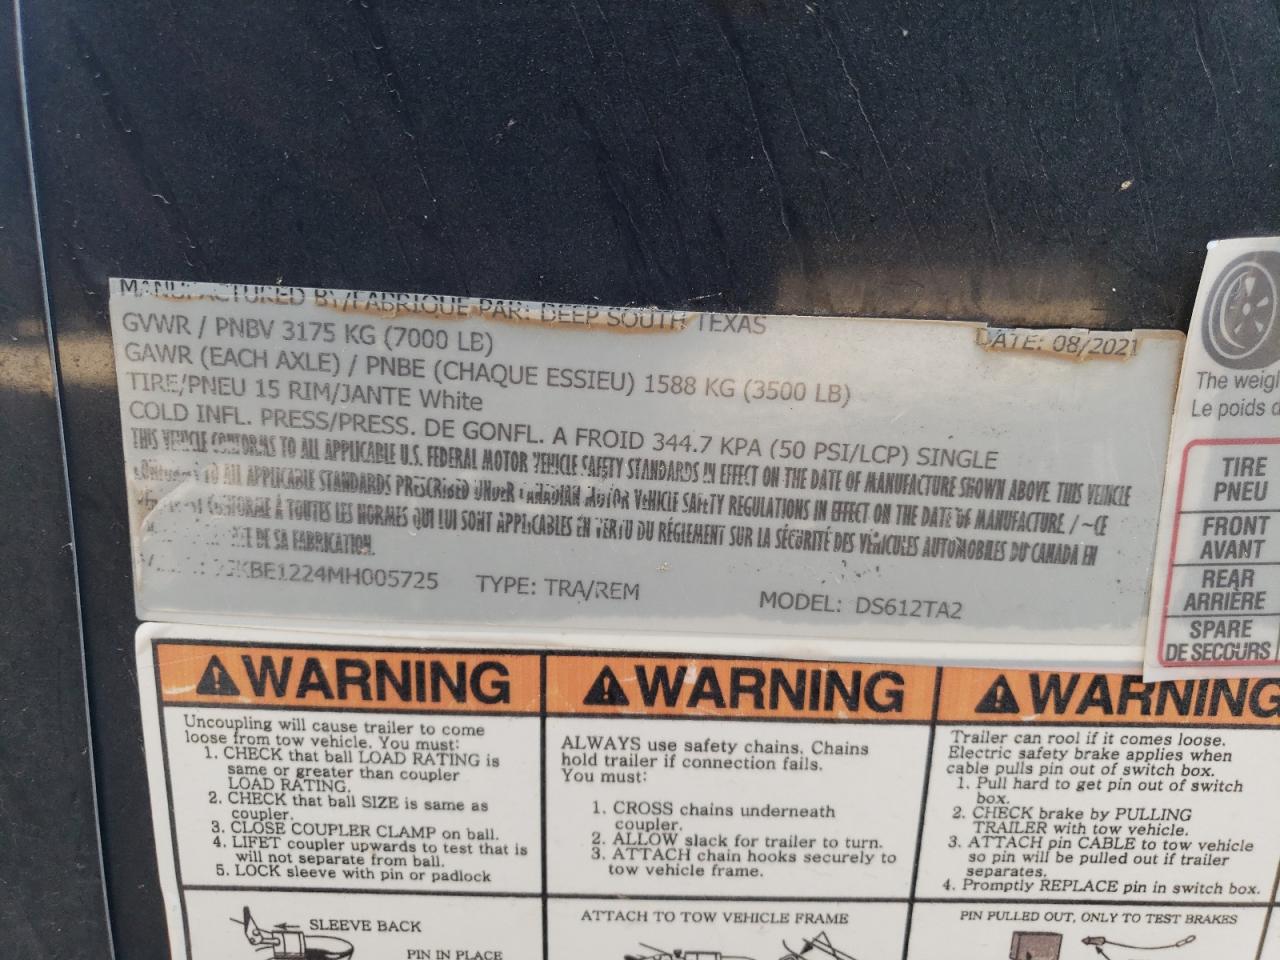 MANUFACTURED BY/FABRIQUE PAR: DEEP SOUTH TEXAS
DATE: 08/2021
GVWR / PNBV 3175 KG (7000 LB)
GAWR (EACH AXLE) / PNBE (CHAQUE ESSIEU) 1588 KG (3500 LB)
TIRE/PNEU 15 RIM/JANTE White
COLD INFL. PRESS/PRESS. DE GONFL. A FROID 344.7 KPA (50 PSI/LCP) SINGLE
THIS VEHICLE CONFORMS TO ALL APPLICABLE U.S. FEDERAL MOTOR VEHICLE SAFETY STANDARDS IN EFFECT ON THE DATE OF MANUFACTURE SHOWN ABOVE. THIS VEHICLE
CONFORMS TO ALL APPLICABLE STANDARDS PRESCRIBED UNDER CANADIAN MOTOR VEHICLE SAFETY REGULATIONS IN EFFECT ON THE DATE OF MANUFACTURE. / ~CE
CONFORME À TOUTES LES NORMES QUI LUI SONT APPLICABLES EN VERTU DU RÉGLEMENT SUR LA SÉCURITÉ DES VÉHICULES AUTOMOBILES DU CANADA EN
DE SA FABRICATION.
KBE1224MH005725 TYPE: TRA/REM MODEL: DS612TA2
The weigh
Le poids d
TIRE
PNEU
FRONT
AVANT
REAR
ARRIÈRE
SPARE
DE SECOURS
WARNING
Uncoupling will cause trailer to come
loose from tow vehicle. You must:
1. CHECK that ball LOAD RATING is
same or greater than coupler
LOAD RATING.
2. CHECK that ball SIZE is same as
coupler.
3. CLOSE COUPLER CLAMP on ball.
4. LIFET coupler upwards to test that is
will not separate from ball.
5. LOCK sleeve with pin or padlock
SLEEVE BACK
PIN IN PLACE
WARNING
ALWAYS use safety chains. Chains
hold trailer if connection fails.
You must:
1. CROSS chains underneath
coupler.
2. ALLOW slack for trailer to turn.
3. ATTACH chain hooks securely to
tow vehicle frame.
ATTACH TO TOW VEHICLE FRAME
WARNING
Trailer can rool if it comes loose.
Electric safety brake applies when
cable pulls pin out of switch box.
1. Pull hard to get pin out of switch
box.
2. CHECK brake by PULLING
TRAILER with tow vehicle.
3. ATTACH pin CABLE to tow vehicle
so pin will be pulled out if trailer
separates.
4. Promptly REPLACE pin in switch box.
PIN PULLED OUT, ONLY TO TEST BRAKES